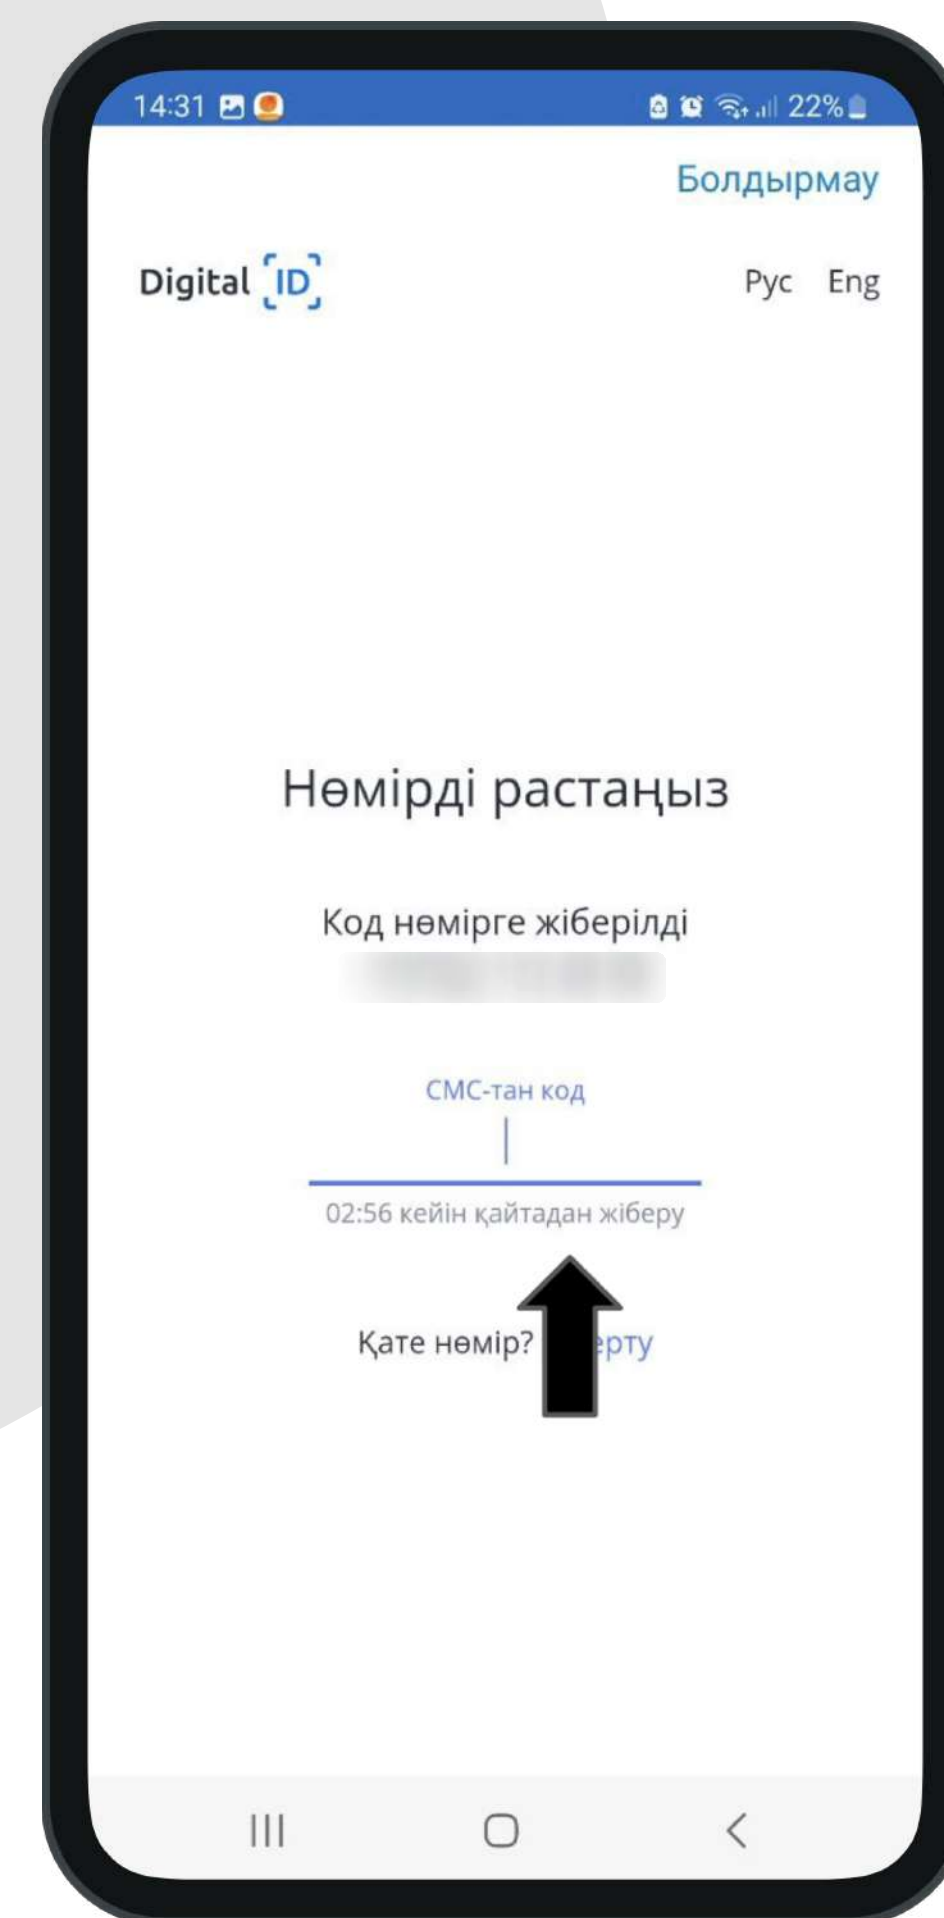 14:31 22%
Болдырмау
Digital ID Рус Eng
Нөмірді растаңыз
Код нөмірге жіберілді
СМС-тан код
02:56 кейін қайтадан жіберу
Қате нөмір?